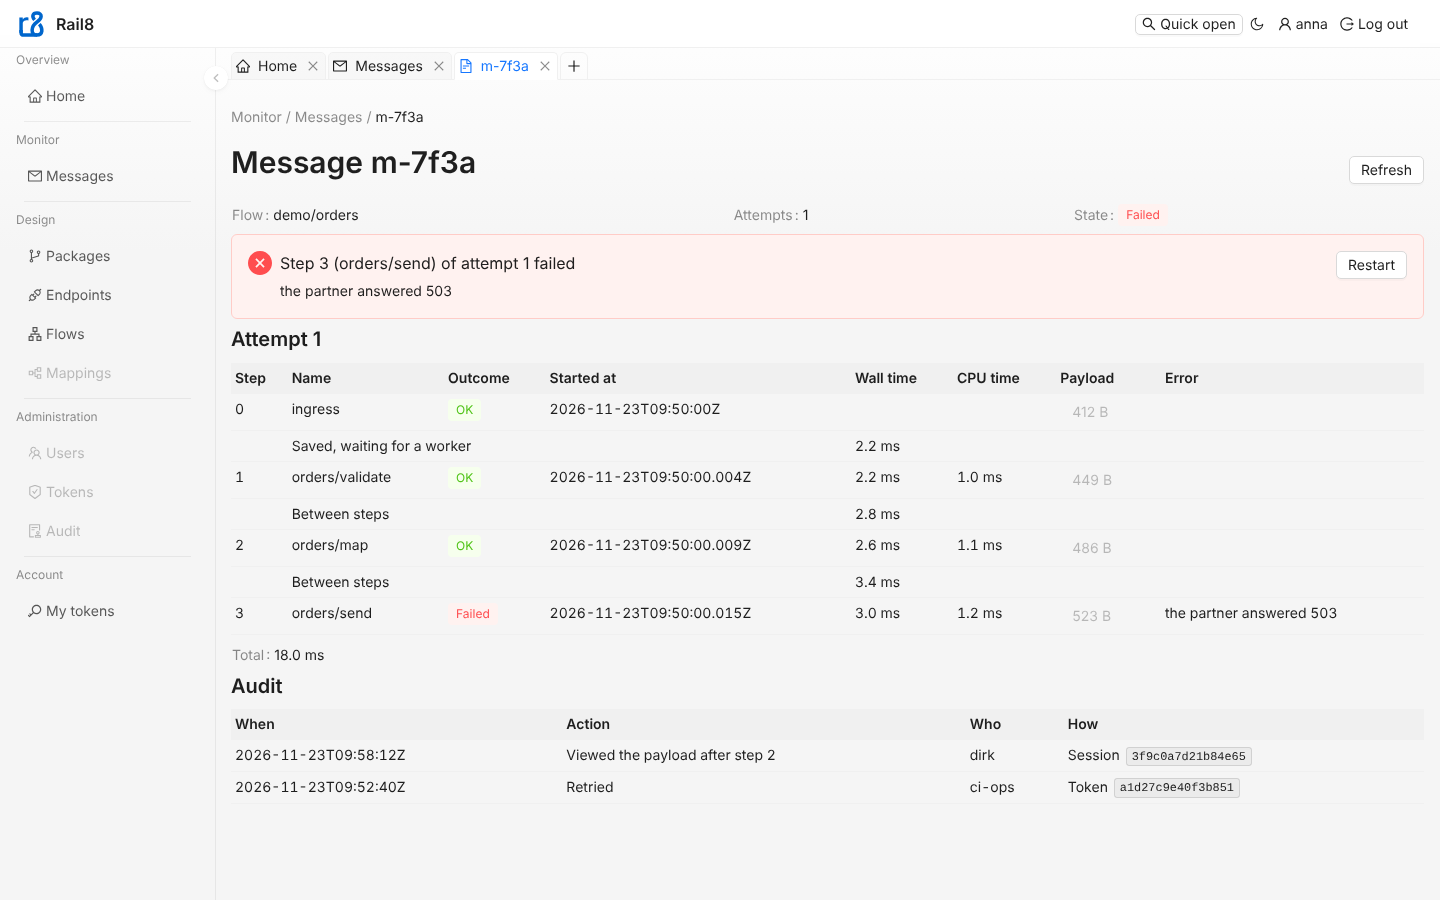 Rail8
Quick open
anna
Log out
Overview
Home
Monitor
Messages
Design
Packages
Endpoints
Flows
Mappings
Administration
Users
Tokens
Audit
Account
My tokens
Home
Messages
m-7f3a
Monitor / Messages / m-7f3a
Message m-7f3a
Refresh
Flow: demo/orders
Attempts: 1
State: Failed
Step 3 (orders/send) of attempt 1 failed
the partner answered 503
Restart
Attempt 1
Step Name Outcome Started at Wall time CPU time Payload Error
0 ingress OK 2026-11-23T09:50:00Z 412 B
Saved, waiting for a worker 2.2 ms
1 orders/validate OK 2026-11-23T09:50:00.004Z 2.2 ms 1.0 ms 449 B
Between steps 2.8 ms
2 orders/map OK 2026-11-23T09:50:00.009Z 2.6 ms 1.1 ms 486 B
Between steps 3.4 ms
3 orders/send Failed 2026-11-23T09:50:00.015Z 3.0 ms 1.2 ms 523 B the partner answered 503
Total: 18.0 ms
Audit
When Action Who How
2026-11-23T09:58:12Z Viewed the payload after step 2 dirk Session 3f9c0a7d21b84e65
2026-11-23T09:52:40Z Retried ci-ops Token a1d27c9e40f3b851